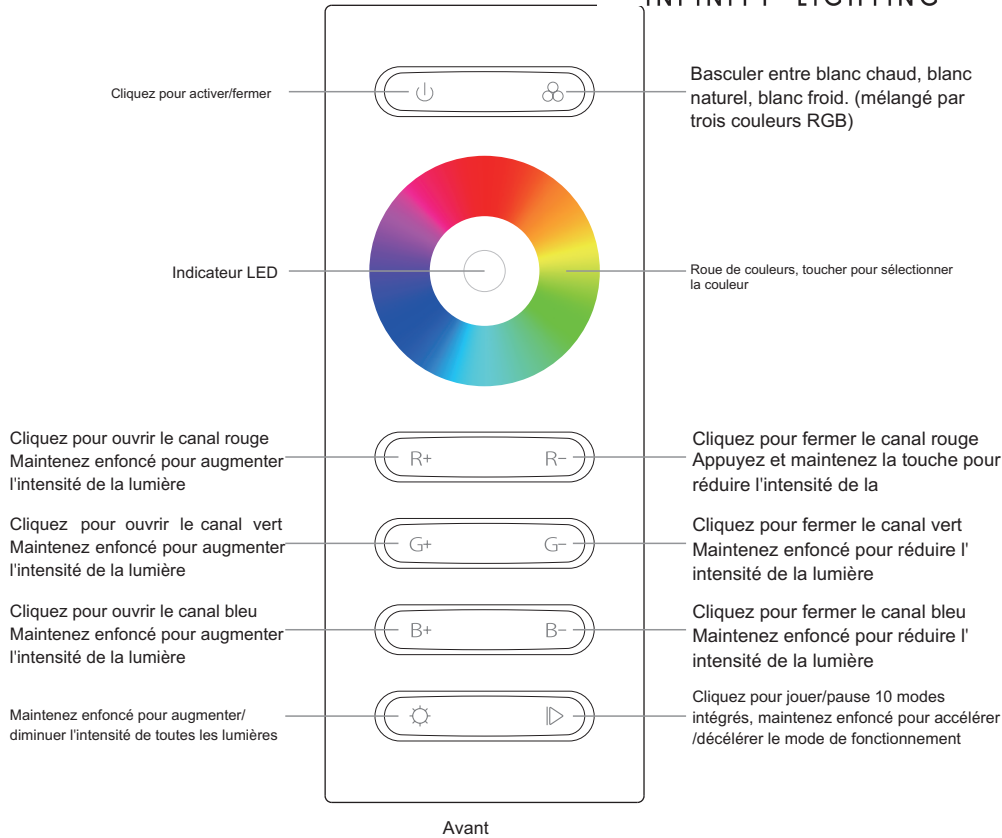 INFINITY LIGHTING
Cliquez pour activer/fermer
Basculer entre blanc chaud, blanc
naturel, blanc froid. (mélangé par
trois couleurs RGB)
Indicateur LED
Roue de couleurs, toucher pour sélectionner
la couleur
Cliquez pour ouvrir le canal rouge
Maintenez enfoncé pour augmenter
l'intensité de la lumière
R+ R-
Cliquez pour fermer le canal rouge
Appuyez et maintenez la touche pour
réduire l'intensité de la
Cliquez pour ouvrir le canal vert
Maintenez enfoncé pour augmenter
l'intensité de la lumière
G+ G-
Cliquez pour fermer le canal vert
Maintenez enfoncé pour réduire l'
intensité de la lumière
Cliquez pour ouvrir le canal bleu
Maintenez enfoncé pour augmenter
l'intensité de la lumière
B+ B-
Cliquez pour fermer le canal bleu
Maintenez enfoncé pour réduire l'
intensité de la lumière
Maintenez enfoncé pour augmenter/
diminuer l'intensité de toutes les lumières
Cliquez pour jouer/pause 10 modes
intégrés, maintenez enfoncé pour accélérer
/décélérer le mode de fonctionnement
Avant